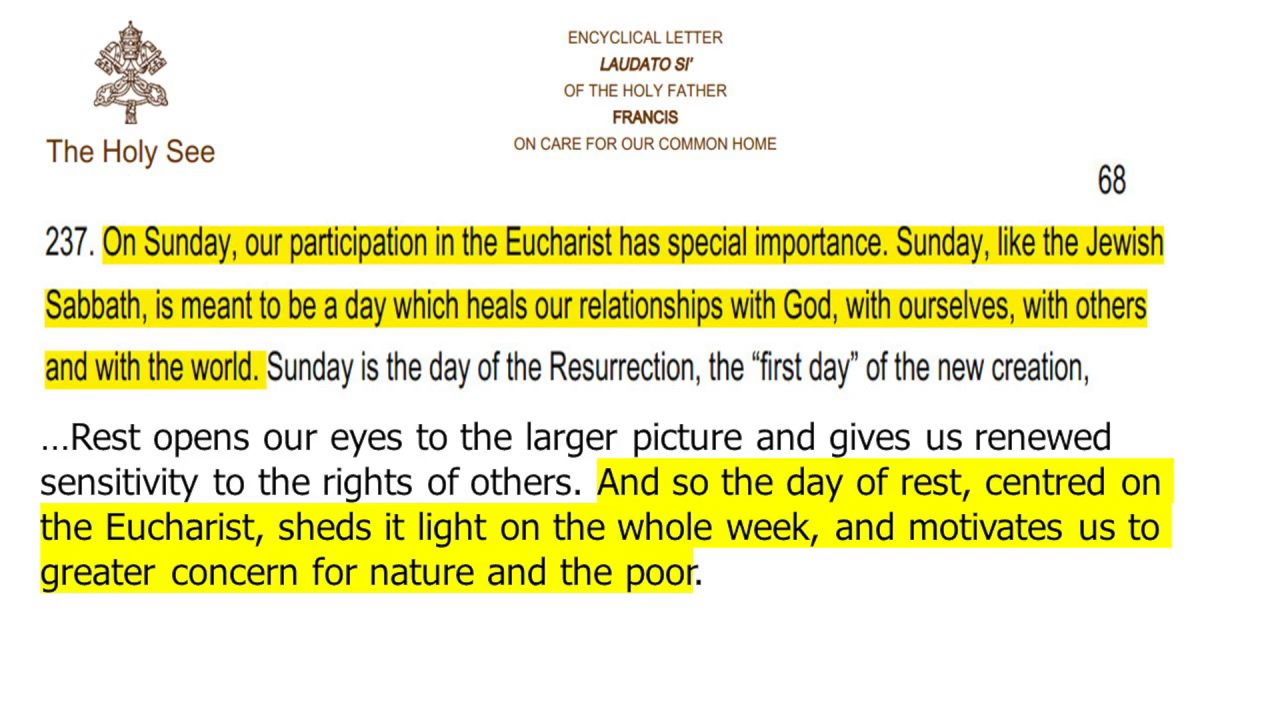 ENCYCLICAL LETTER
LAUDATO SI'
OF THE HOLY FATHER
FRANCIS
ON CARE FOR OUR COMMON HOME
The Holy See
68
237. On Sunday, our participation in the Eucharist has special importance. Sunday, like the Jewish
Sabbath, is meant to be a day which heals our relationships with God, with ourselves, with others
and with the world. Sunday is the day of the Resurrection, the “first day” of the new creation,
…Rest opens our eyes to the larger picture and gives us renewed
sensitivity to the rights of others. And so the day of rest, centred on
the Eucharist, sheds it light on the whole week, and motivates us to
greater concern for nature and the poor.